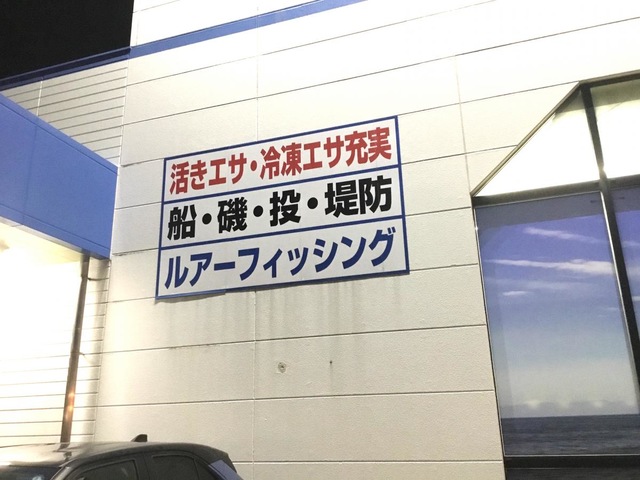 活きエサ・冷凍エサ充実
船・磯・投・堤防
ルアーフィッシング